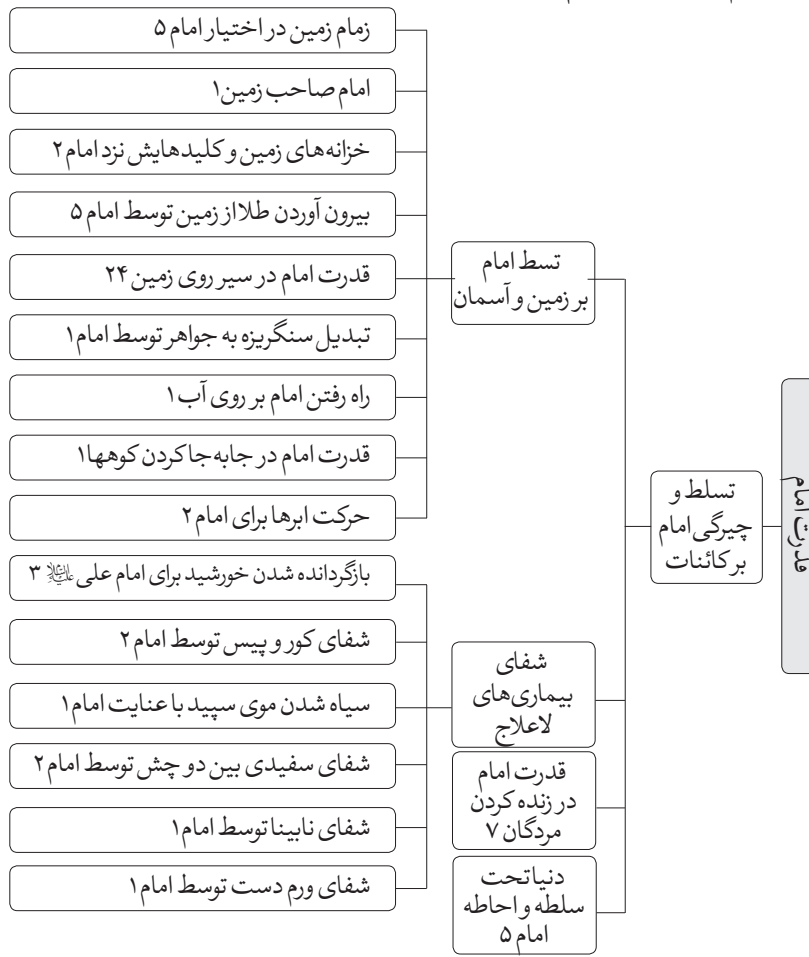 قدرت امام
تسلط و
چیرگی امام
بر کائنات
تسط امام
بر زمین و آسمان
زمام زمین در اختیار امام ۵
امام صاحب زمین ۱
خزانه‌های زمین و کلیدهایش نزد امام ۲
بیرون آوردن طلا از زمین توسط امام ۵
قدرت امام در سیر روی زمین ۲۴
تبدیل سنگریزه به جواهر توسط امام ۱
راه رفتن امام بر روی آب ۱
قدرت امام در جابه‌جا کردن کوهها ۱
حرکت ابرها برای امام ۲
شفای
بیماری‌های
لاعلاج
بازگردانده شدن خورشید برای امام علی علیه‌السلام ۳
شفای کور و پیس توسط امام ۲
سیاه شدن موی سپید با عنایت امام ۱
شفای سفیدی بین دو چش توسط امام ۲
شفای نابینا توسط امام ۱
شفای ورم دست توسط امام ۱
قدرت امام
در زنده کردن
مردگان ۷
دنیا تحت
سلطه و احاطه
امام ۵